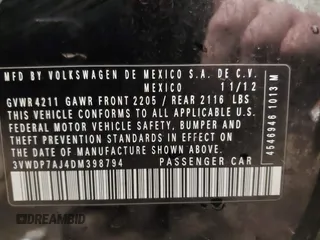 MFD BY VOLKSWAGEN DE MEXICO S.A. DE C.V.
MEXICO 11/12
GVWR 4211 GAWR FRONT 2205 / REAR 2116 LBS
THIS VEHICLE CONFORMS TO ALL APPLICABLE U.S.
FEDERAL MOTOR VEHICLE SAFETY, BUMPER AND
THEFT PREVENTION STANDARDS IN EFFECT ON
THE DATE OF MANUFACTURE SHOWN ABOVE.
3VWDP7AJ4DM398794 PASSENGER CAR
4546946 1013 M
DREAMBID